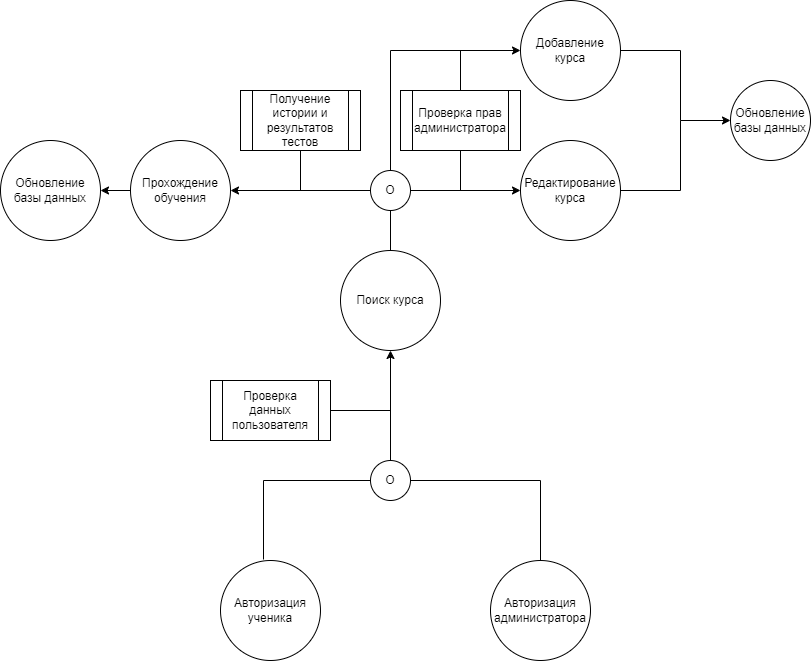 Добавление
курса
Получение
истории и
результатов
тестов
Проверка прав
администратора
Обновление
базы данных
Обновление
базы данных
Прохождение
обучения
О
Редактирование
курса
Поиск курса
Проверка
данных
пользователя
О
Авторизация
ученика
Авторизация
администратора